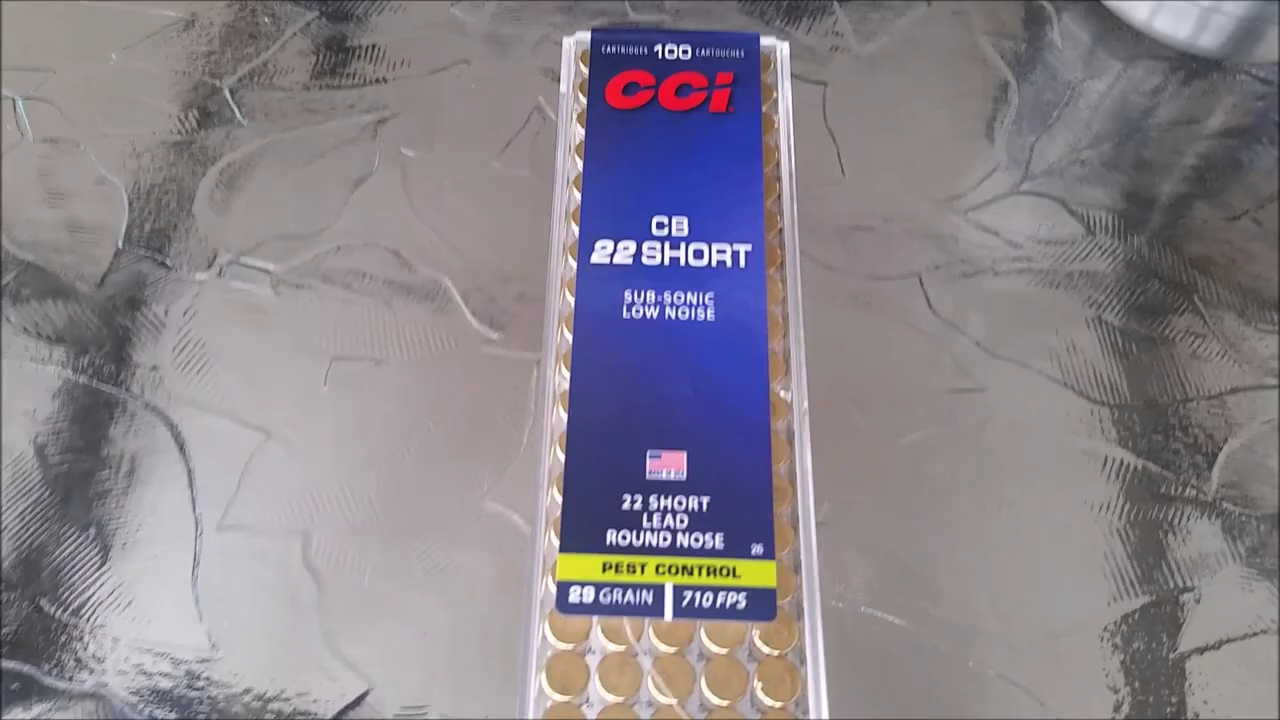 CARTRIDGES 100 CARTOUCHES
CCI
CB
22 SHORT
SUB-SONIC
LOW NOISE
22 SHORT
LEAD
ROUND NOSE
26
PEST CONTROL
29 GRAIN 710 FPS